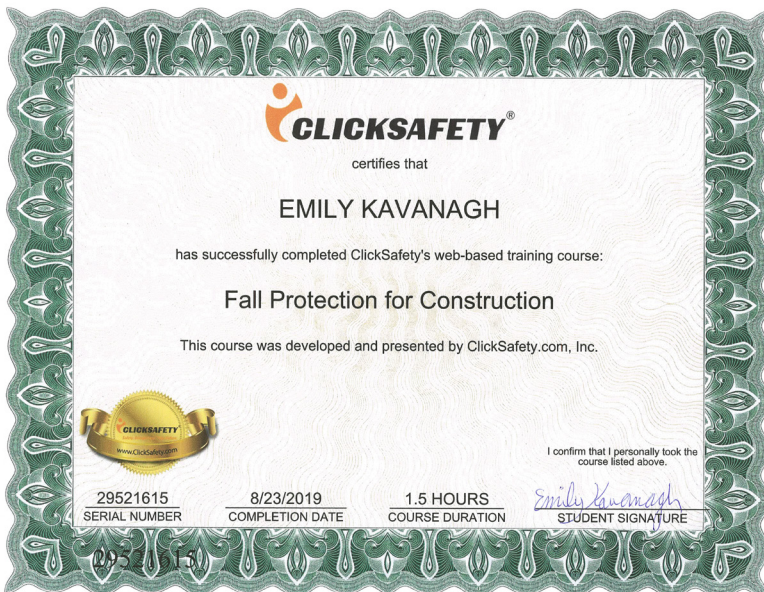 CLICKSAFETY®
certifies that
EMILY KAVANAGH
has successfully completed ClickSafety's web-based training course:
Fall Protection for Construction
This course was developed and presented by ClickSafety.com, Inc.
CLICKSAFETY
www.ClickSafety.com
I confirm that I personally took the
course listed above.
29521615
SERIAL NUMBER
8/23/2019
COMPLETION DATE
1.5 HOURS
COURSE DURATION
Emily Kavanagh
STUDENT SIGNATURE
29521615